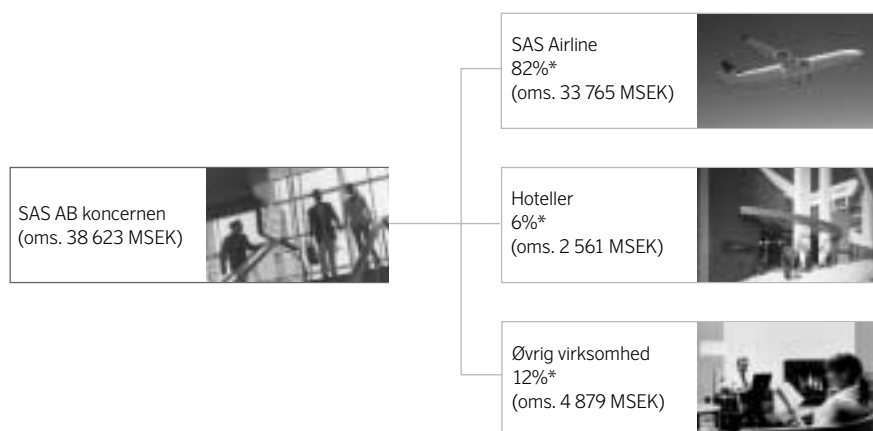 SAS Airline
82%*
(oms. 33 765 MSEK)
SAS AB koncernen
(oms. 38 623 MSEK)
Hoteller
6%*
(oms. 2 561 MSEK)
Øvrig virksomhed
12%*
(oms. 4 879 MSEK)